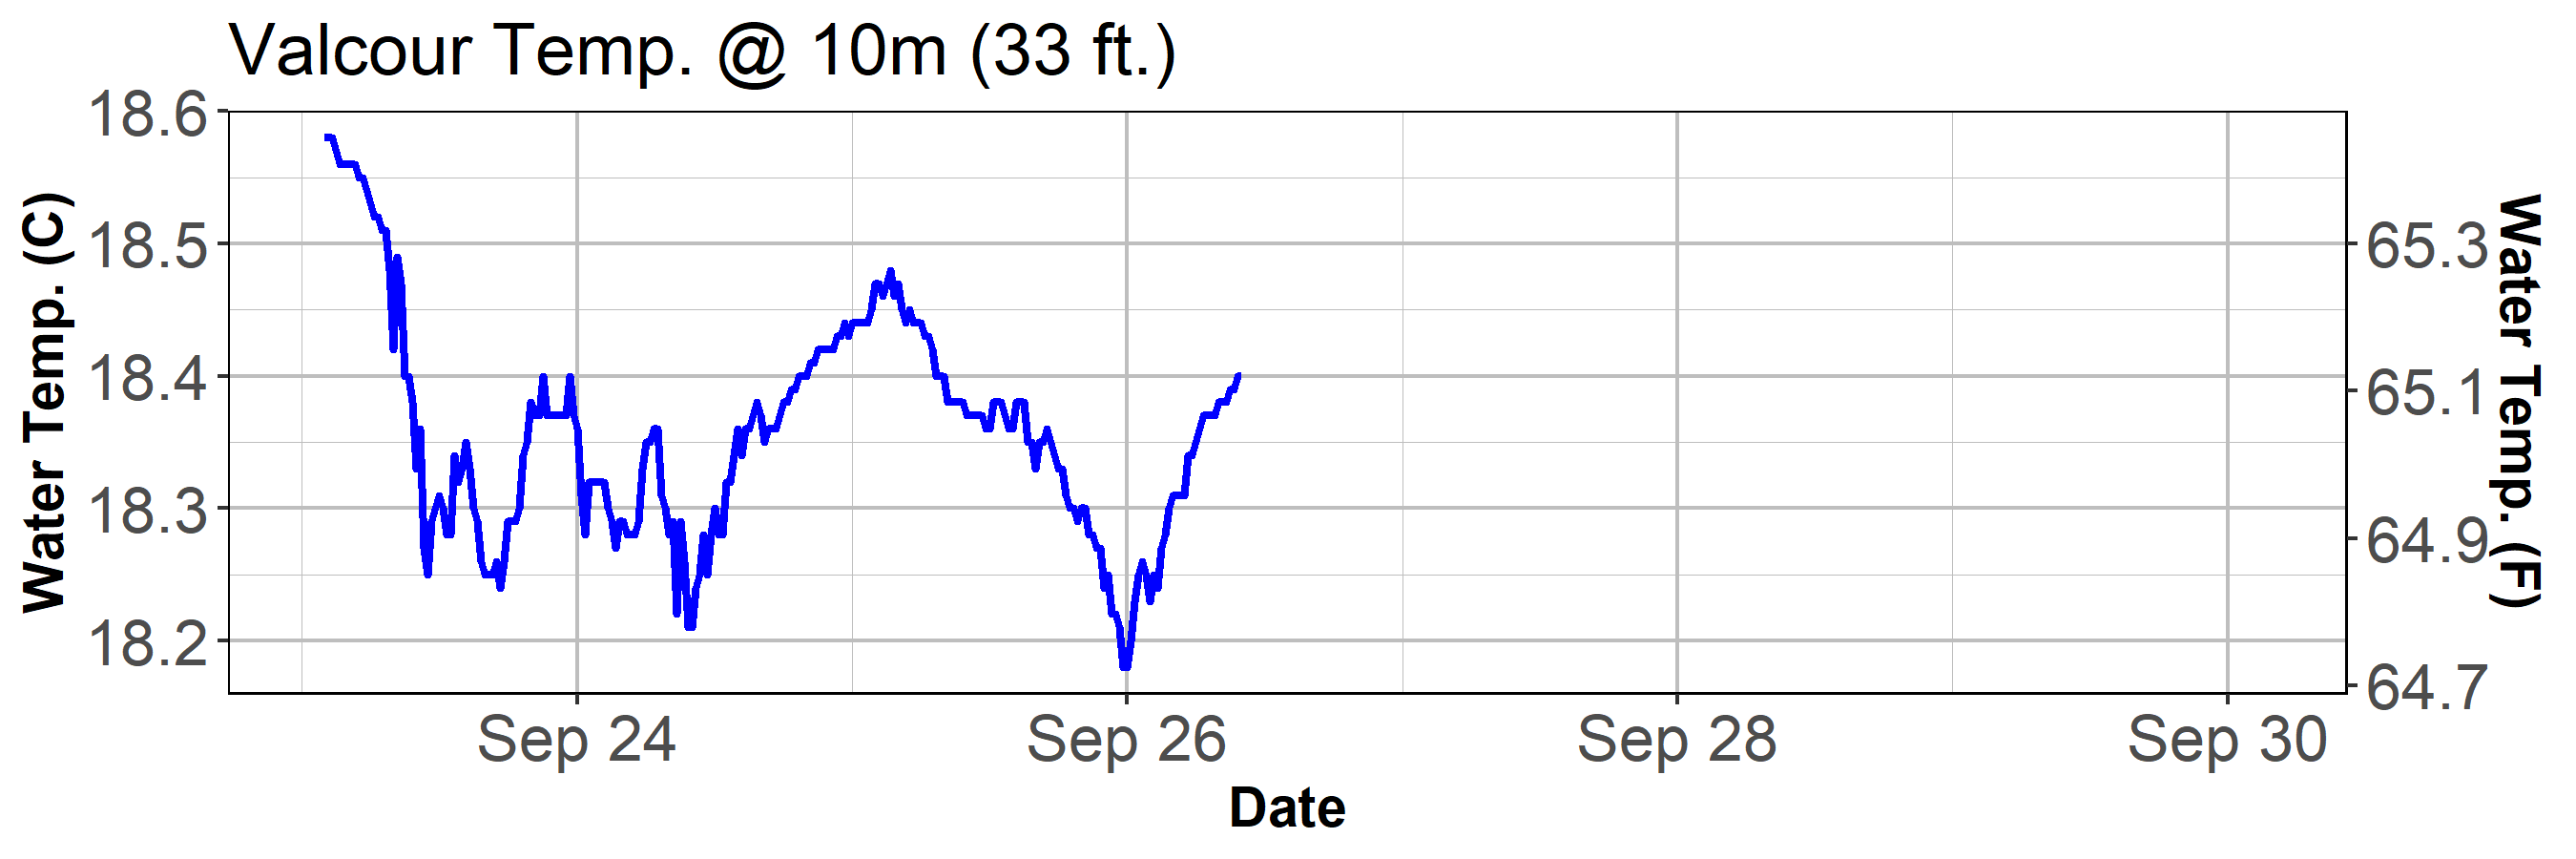 Valcour Temp. @ 10m (33 ft.)
Water Temp. (C)
18.6
18.5
18.4
18.3
18.2
65.3
65.1
64.9
64.7
Water Temp. (F)
Sep 24
Sep 26
Sep 28
Sep 30
Date